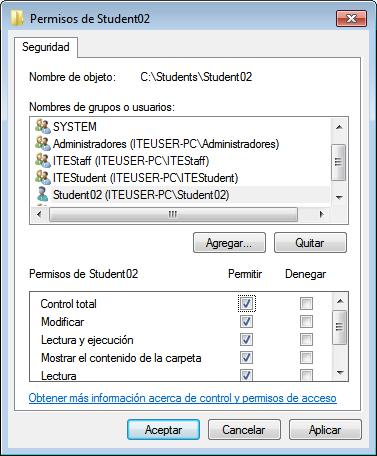 Permisos de Student02
Seguridad
Nombre de objeto: C:\Students\Student02
Nombres de grupos o usuarios:
SYSTEM
Administradores (ITEUSER-PC\Administradores)
ITEStaff (ITEUSER-PC\ITEStaff)
ITEStudent (ITEUSER-PC\ITEStudent)
Student02 (ITEUSER-PC\Student02)
Agregar... Quitar
Permisos de Student02 Permitir Denegar
Control total
Modificar
Lectura y ejecución
Mostrar el contenido de la carpeta
Lectura
Obtener más información acerca de control y permisos de acceso
Aceptar Cancelar Aplicar